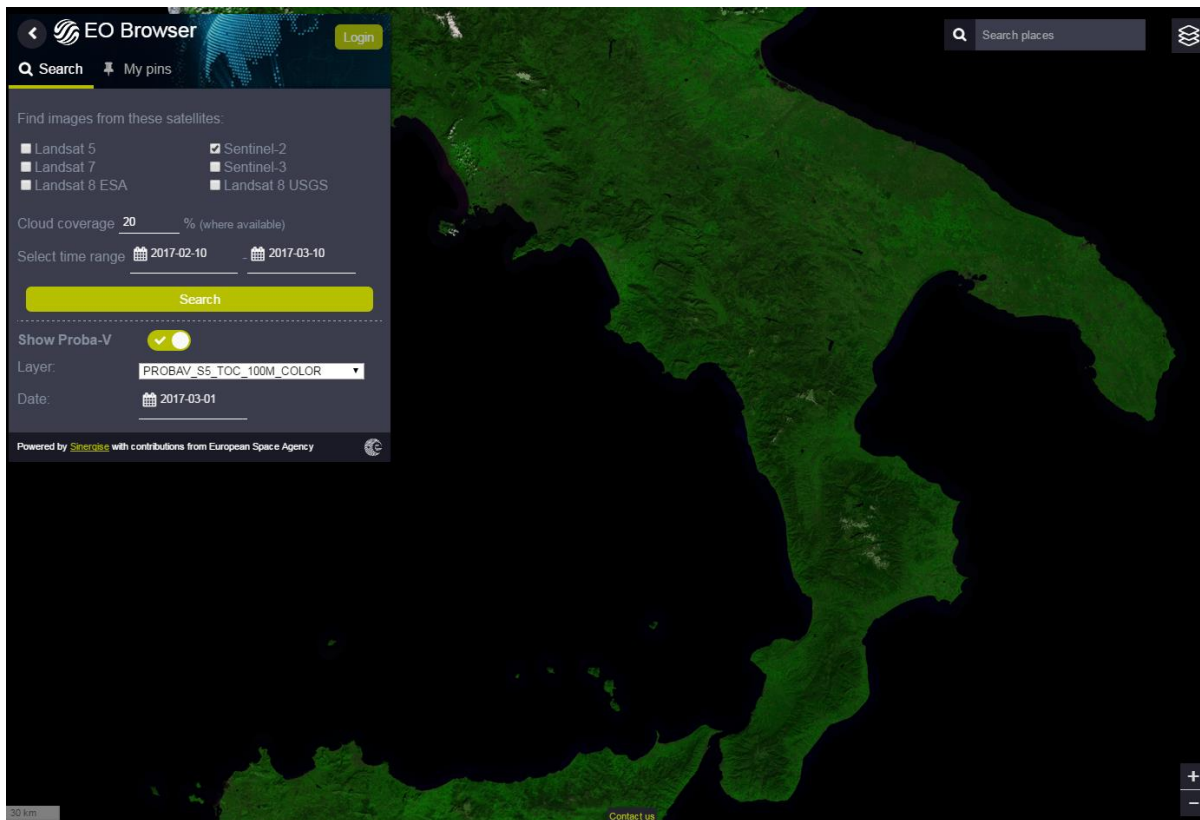 EO Browser
Login
Search My pins
Find images from these satellites:
Landsat 5 Sentinel-2
Landsat 7 Sentinel-3
Landsat 8 ESA Landsat 8 USGS
Cloud coverage 20 % (where available)
Select time range 2017-02-10 - 2017-03-10
Search
Show Proba-V
Layer: PROBAV_S5_TOC_100M_COLOR
Date: 2017-03-01
Powered by Sinergise with contributions from European Space Agency
Search places
30 km
Contact us
+
−